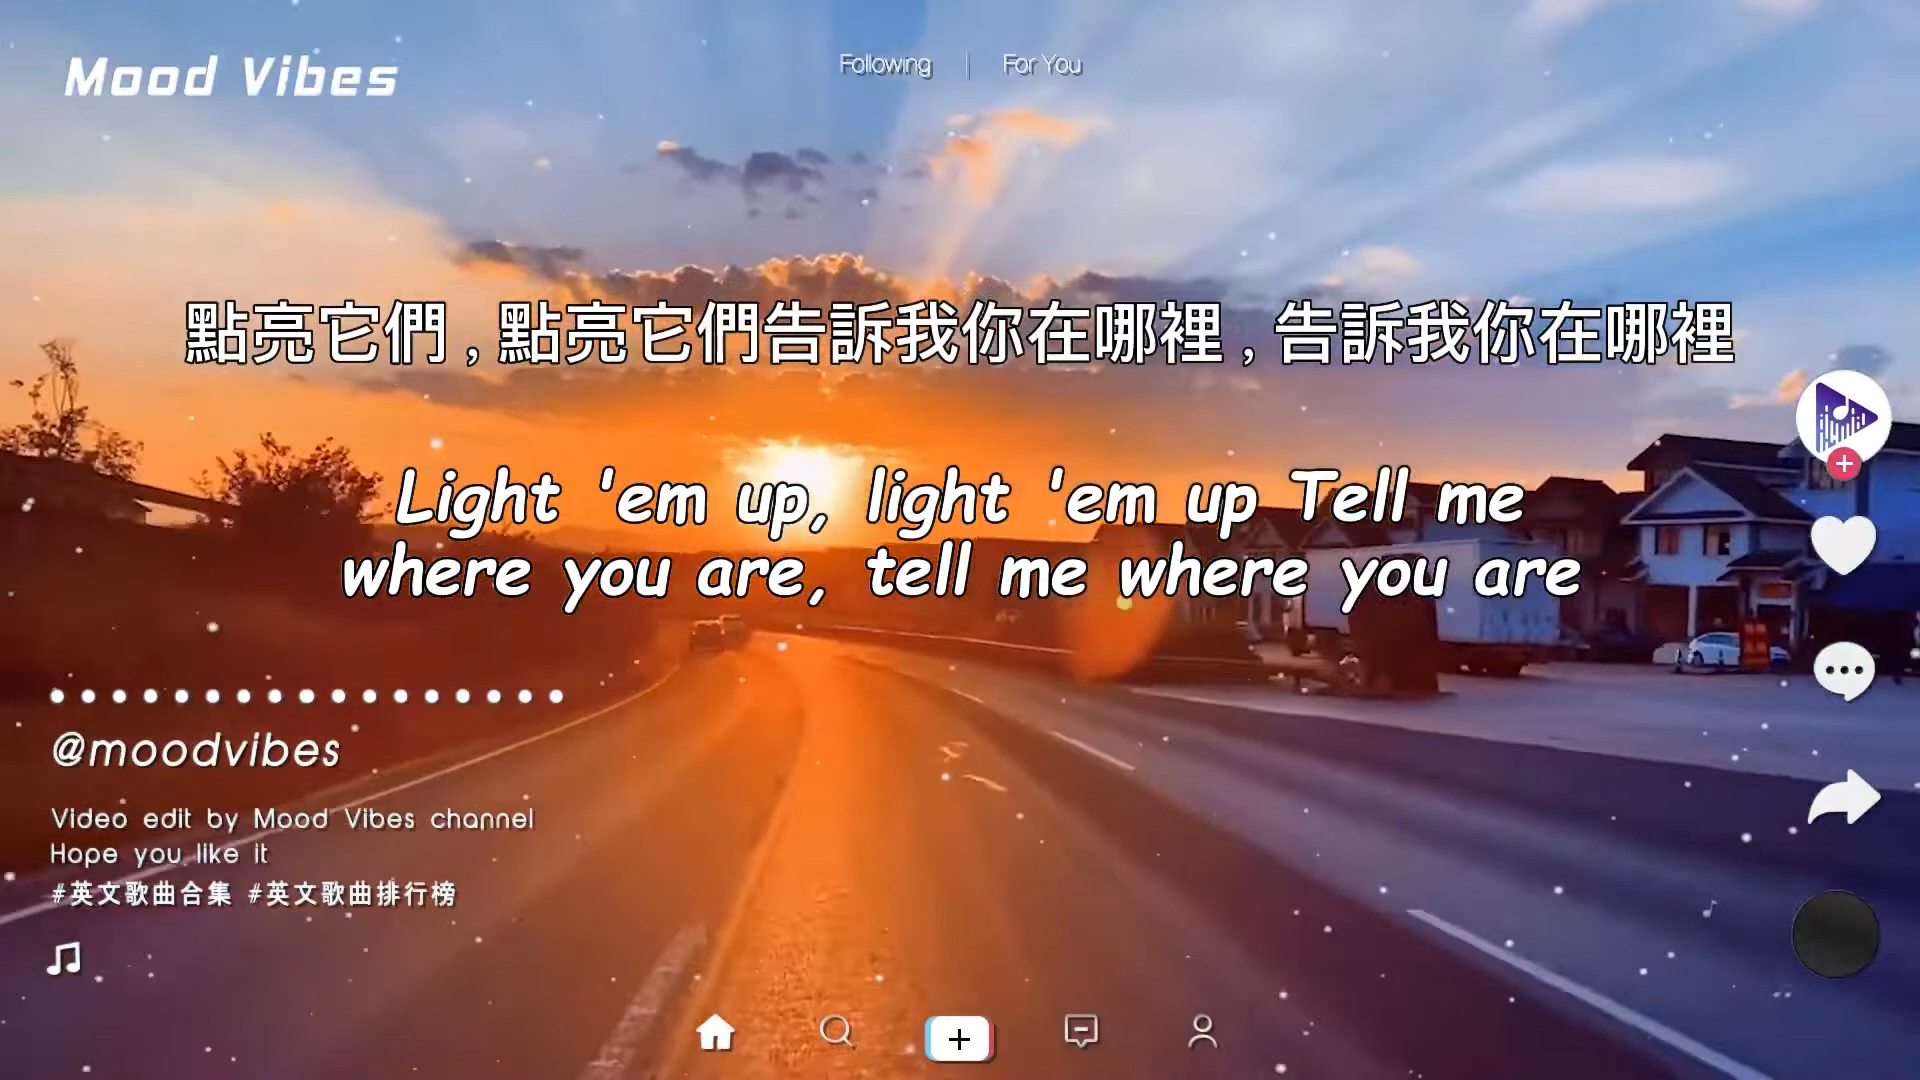 Mood Vibes
Following | For You
點亮它們 , 點亮它們告訴我你在哪裡 , 告訴我你在哪裡
Light 'em up, light 'em up Tell me
where you are, tell me where you are
@moodvibes
Video edit by Mood Vibes channel
Hope you like it
#英文歌曲合集 #英文歌曲排行榜